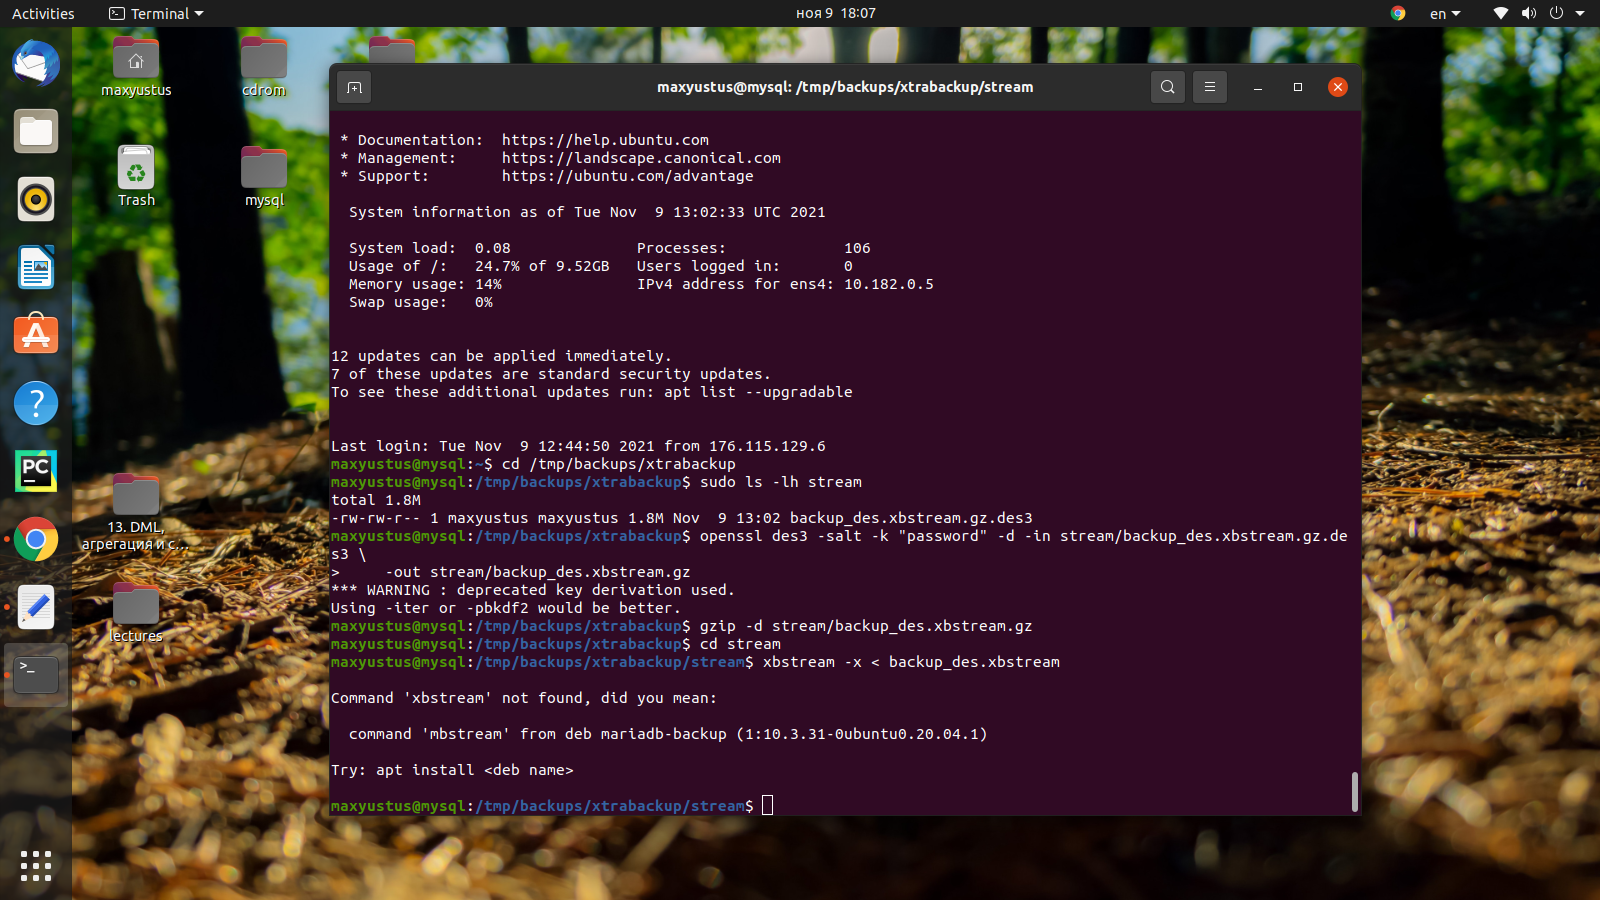 Activities
Terminal
ноя 9 18:07
en
maxyustus
cdrom
Trash
mysql
13. DML,
агрегация и с...
lectures
PC
maxyustus@mysql: /tmp/backups/xtrabackup/stream
* Documentation:  https://help.ubuntu.com
* Management:     https://landscape.canonical.com
* Support:        https://ubuntu.com/advantage
System information as of Tue Nov  9 13:02:33 UTC 2021
System load:  0.08              Processes:             106
Usage of /:   24.7% of 9.52GB   Users logged in:       0
Memory usage: 14%               IPv4 address for ens4: 10.182.0.5
Swap usage:   0%
12 updates can be applied immediately.
7 of these updates are standard security updates.
To see these additional updates run: apt list --upgradable
Last login: Tue Nov  9 12:44:50 2021 from 176.115.129.6
maxyustus@mysql:~$ cd /tmp/backups/xtrabackup
maxyustus@mysql:/tmp/backups/xtrabackup$ sudo ls -lh stream
total 1.8M
-rw-rw-r-- 1 maxyustus maxyustus 1.8M Nov  9 13:02 backup_des.xbstream.gz.des3
maxyustus@mysql:/tmp/backups/xtrabackup$ openssl des3 -salt -k "password" -d -in stream/backup_des.xbstream.gz.de
s3 \
>     -out stream/backup_des.xbstream.gz
*** WARNING : deprecated key derivation used.
Using -iter or -pbkdf2 would be better.
maxyustus@mysql:/tmp/backups/xtrabackup$ gzip -d stream/backup_des.xbstream.gz
maxyustus@mysql:/tmp/backups/xtrabackup$ cd stream
maxyustus@mysql:/tmp/backups/xtrabackup/stream$ xbstream -x < backup_des.xbstream
Command 'xbstream' not found, did you mean:
command 'mbstream' from deb mariadb-backup (1:10.3.31-0ubuntu0.20.04.1)
Try: apt install <deb name>
maxyustus@mysql:/tmp/backups/xtrabackup/stream$